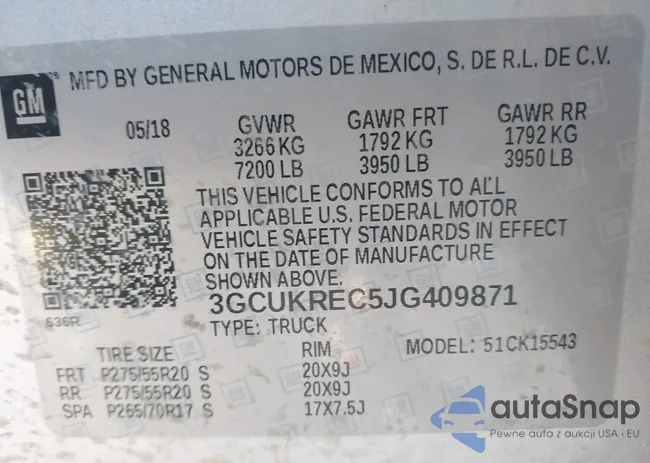 GM
MFD BY GENERAL MOTORS DE MEXICO, S. DE R.L. DE C.V.
05/18 GVWR GAWR FRT GAWR RR
3266 KG 1792 KG 1792 KG
7200 LB 3950 LB 3950 LB
THIS VEHICLE CONFORMS TO ALL
APPLICABLE U.S. FEDERAL MOTOR
VEHICLE SAFETY STANDARDS IN EFFECT
ON THE DATE OF MANUFACTURE
SHOWN ABOVE.
3GCUKREC5JG409871
636R
TYPE: TRUCK
TIRE SIZE RIM MODEL: 51CK15543
FRT P275/55R20 S 20X9J
RR P275/55R20 S 20X9J
SPA P265/70R17 S 17X7.5J
autaSnap
Pewne auta z aukcji USA i EU